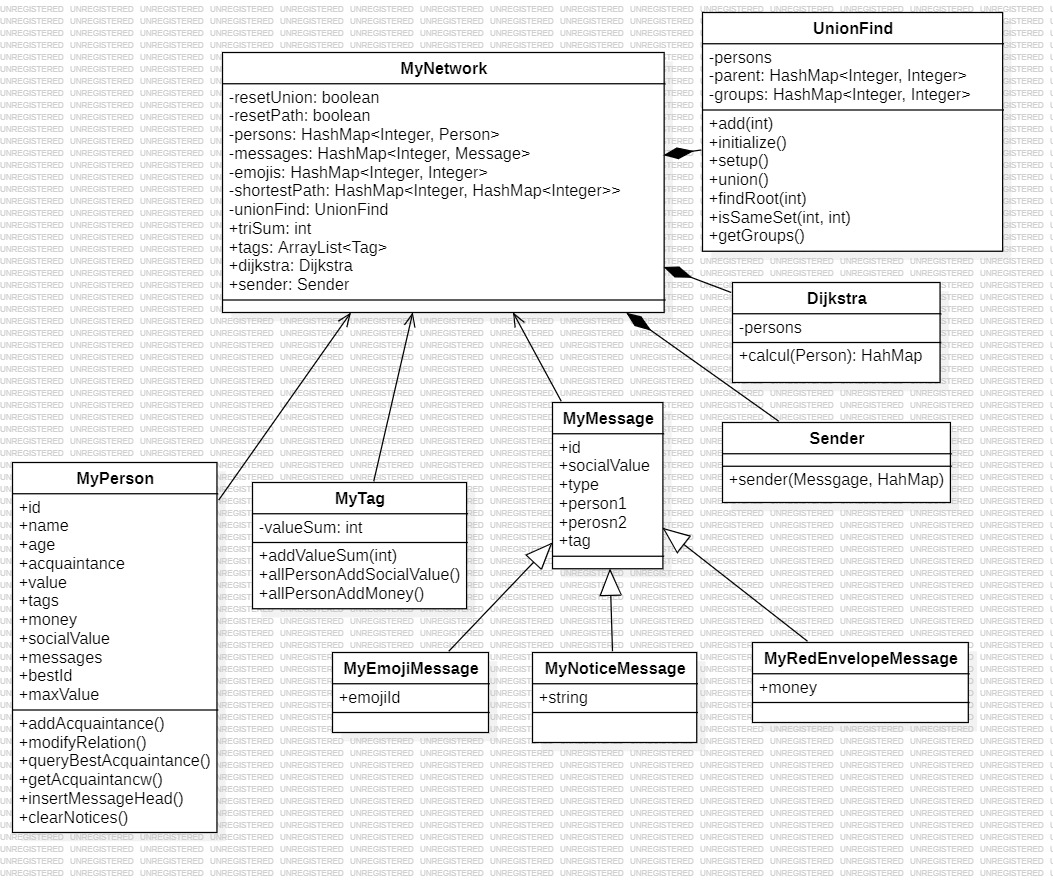 MyNetwork
-resetUnion: boolean
-resetPath: boolean
-persons: HashMap<Integer, Person>
-messages: HashMap<Integer, Message>
-emojis: HashMap<Integer, Integer>
-shortestPath: HashMap<Integer, HashMap<Integer>>
-unionFind: UnionFind
+triSum: int
+tags: ArrayList<Tag>
+dijkstra: Dijkstra
+sender: Sender
UnionFind
-persons
-parent: HashMap<Integer, Integer>
-groups: HashMap<Integer, Integer>
+add(int)
+initialize()
+setup()
+union()
+findRoot(int)
+isSameSet(int, int)
+getGroups()
Dijkstra
-persons
+calcul(Person): HahMap
Sender
+sender(Messgage, HahMap)
MyMessage
+id
+socialValue
+type
+person1
+perosn2
+tag
MyPerson
+id
+name
+age
+acquaintance
+value
+tags
+money
+socialValue
+messages
+bestId
+maxValue
+addAcquaintance()
+modifyRelation()
+queryBestAcquaintance()
+getAcquaintancw()
+insertMessageHead()
+clearNotices()
MyTag
-valueSum: int
+addValueSum(int)
+allPersonAddSocialValue()
+allPersonAddMoney()
MyEmojiMessage
+emojiId
MyNoticeMessage
+string
MyRedEnvelopeMessage
+money
UNREGISTERED